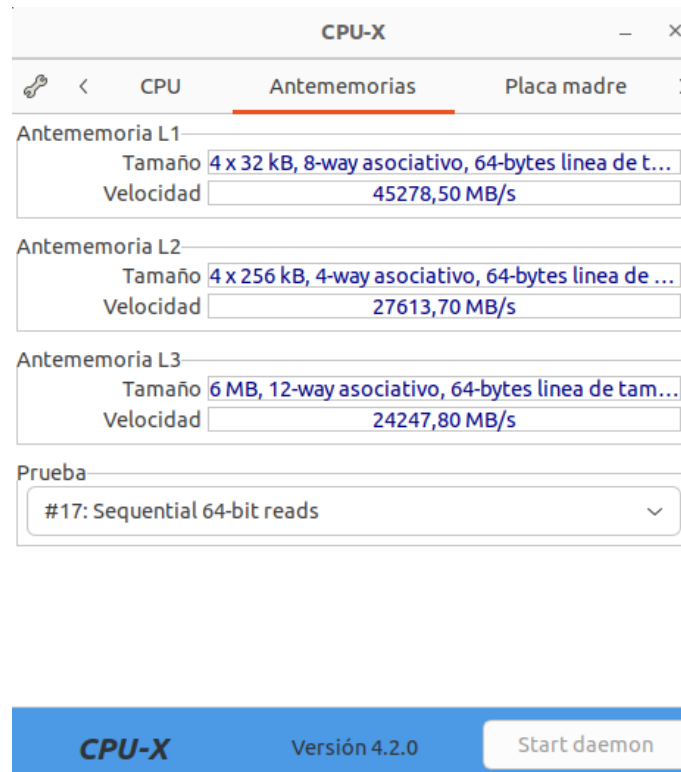 CPU-X
CPU Antememorias Placa madre
Antememoria L1
Tamaño 4 x 32 kB, 8-way asociativo, 64-bytes linea de t...
Velocidad 45278,50 MB/s
Antememoria L2
Tamaño 4 x 256 kB, 4-way asociativo, 64-bytes linea de ...
Velocidad 27613,70 MB/s
Antememoria L3
Tamaño 6 MB, 12-way asociativo, 64-bytes linea de tam...
Velocidad 24247,80 MB/s
Prueba
#17: Sequential 64-bit reads
CPU-X Versión 4.2.0 Start daemon